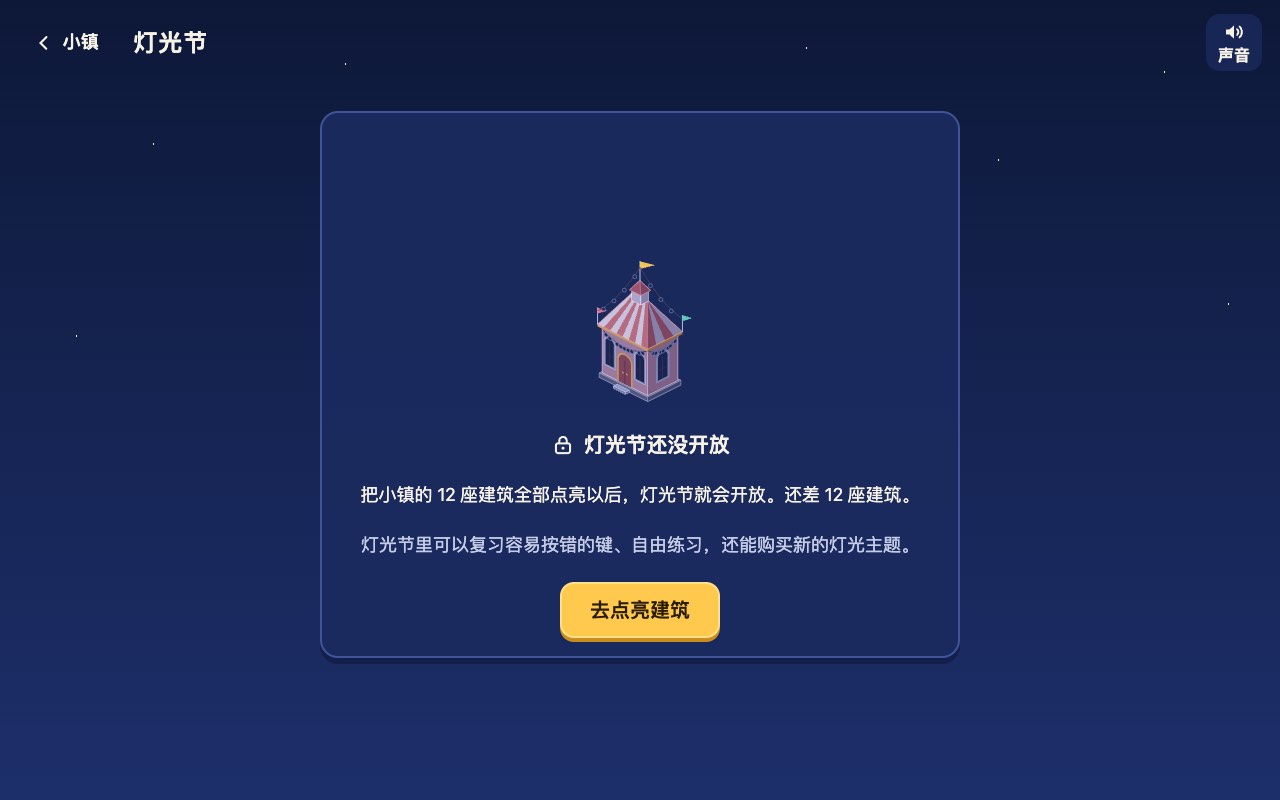 小镇
灯光节
声音
灯光节还没开放
把小镇的 12 座建筑全部点亮以后，灯光节就会开放。还差 12 座建筑。
灯光节里可以复习容易按错的键、自由练习，还能购买新的灯光主题。
去点亮建筑